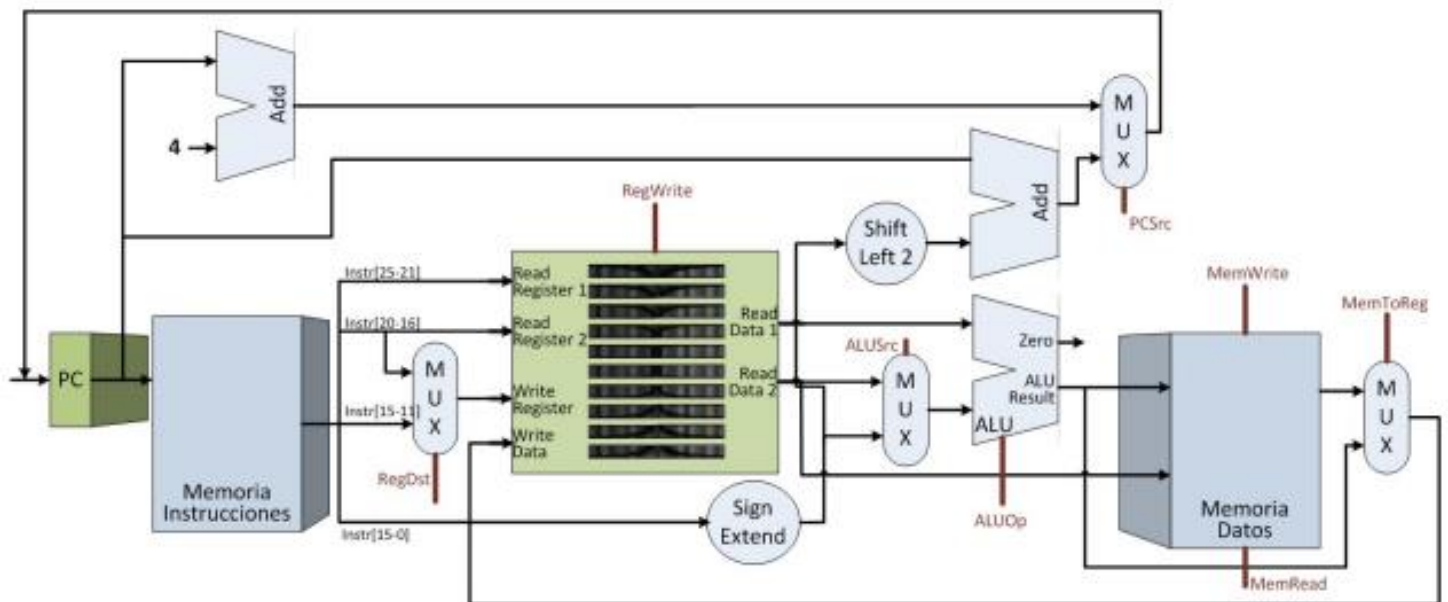 Add
4
M
U
X
PCSrc
Add
RegWrite
Shift
Left 2
Instr[25-21]
Read
Register 1
Instr[20-16]
Read
Register 2
Read
Data 1
MemWrite
MemToReg
PC
M
U
X
Write
Register
Read
Data 2
ALUSrc
M
U
X
Zero
ALU
Result
ALU
M
U
X
Instr[15-11]
Write
Data
RegDst
Memoria
Instrucciones
Sign
Extend
ALUOp
Memoria
Datos
Instr[15-0]
MemRead